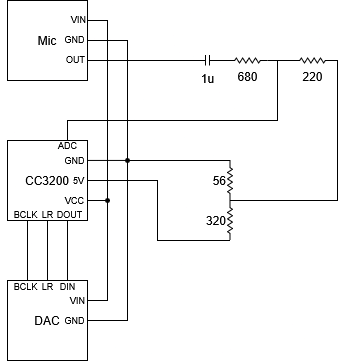 VIN
Mic GND
OUT
1u 680 220
ADC
GND
CC3200 5V
56
VCC
320
BCLK LR DOUT
BCLK LR DIN
VIN
DAC GND